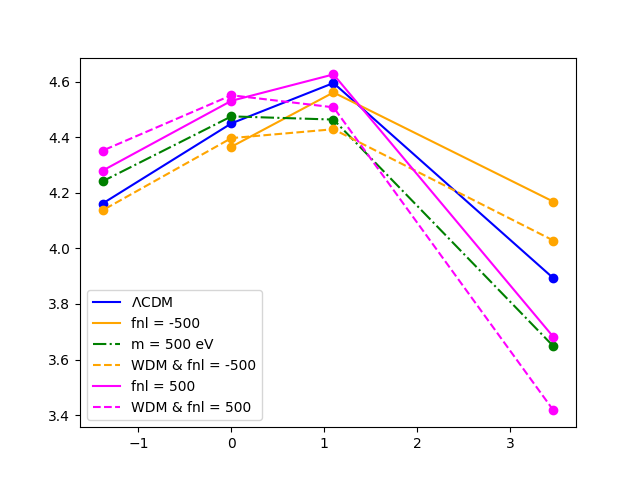 4.6
4.4
4.2
4.0
3.8
3.6
3.4
ΛCDM
fnl = -500
m = 500 eV
WDM & fnl = -500
fnl = 500
WDM & fnl = 500
−1
0
1
2
3